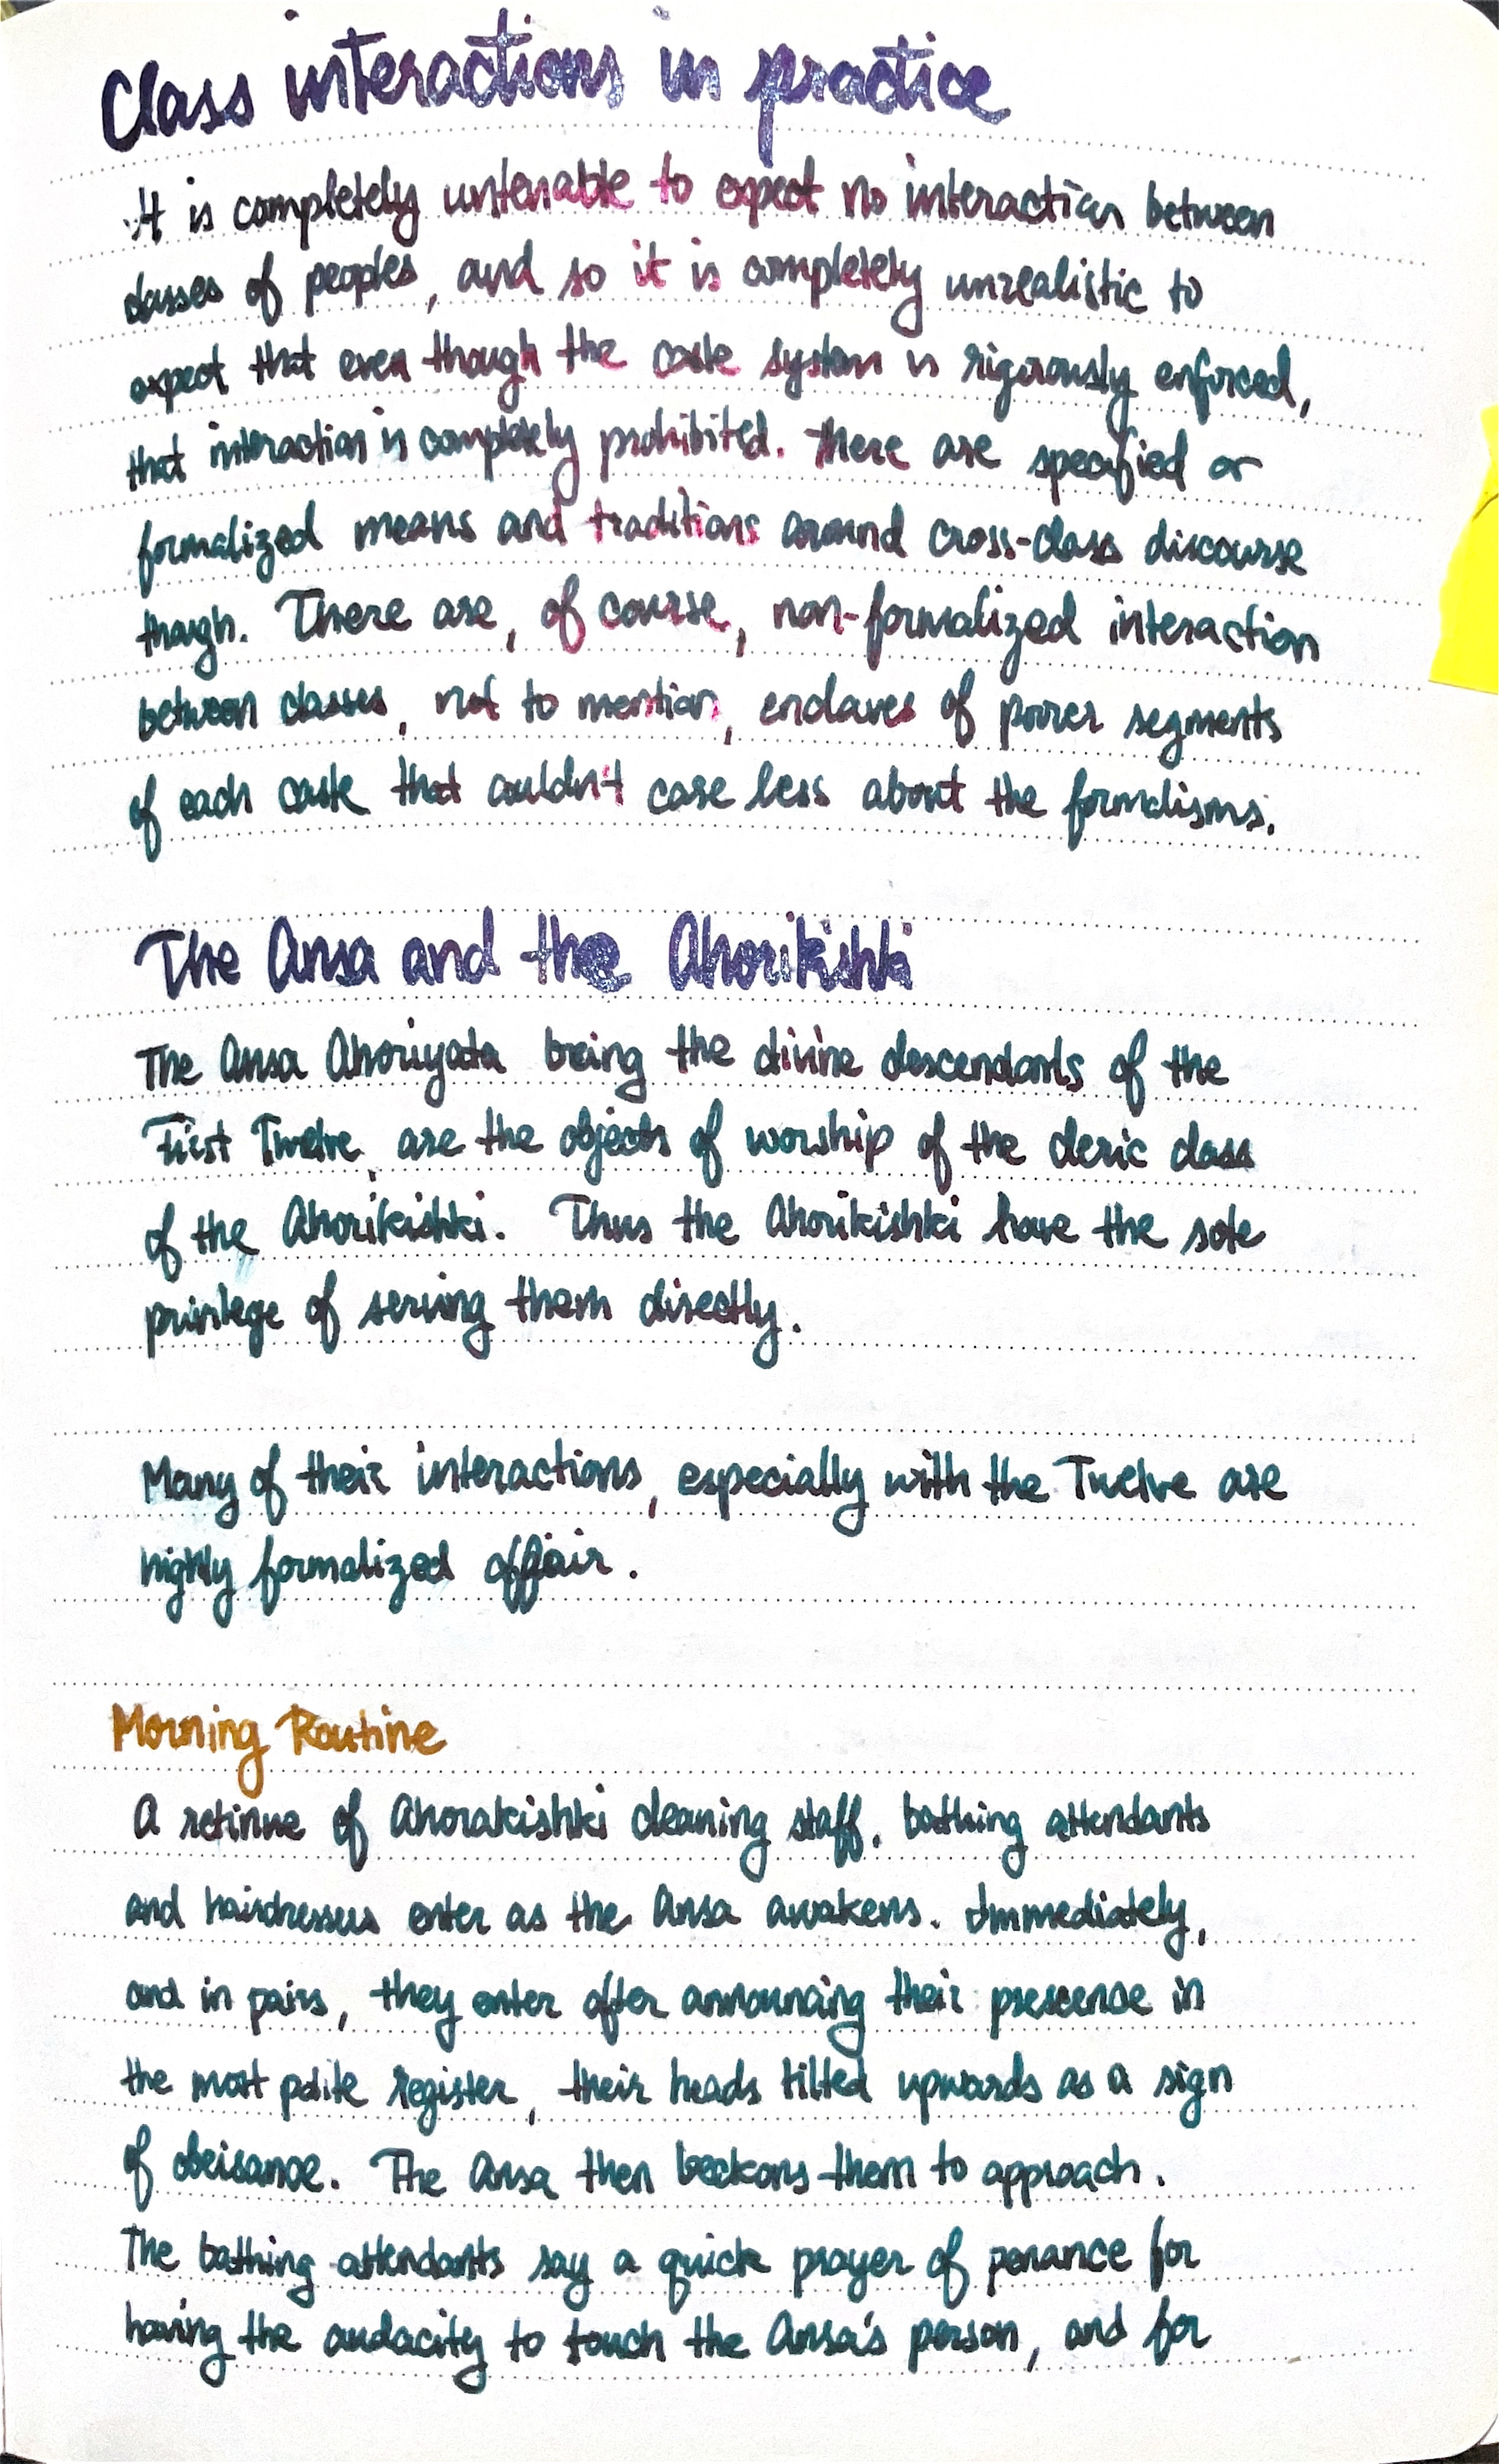 Class interactions in practice
It is completely untenable to expect no interaction between
classes of peoples, and so it is completely unrealistic to
expect that even though the caste system is rigorously enforced,
that interaction is completely prohibited. There are specified or
formalized means and traditions around cross-class discourse
though. There are, of course, non-formalized interaction
between classes, not to mention, enclaves of poorer segments
of each caste that couldn't care less about the formalisms.
The Ansa and the Ahorikishki
The Ansa Ahoriyata being the divine descendants of the
First Twelve, are the objects of worship of the cleric class
of the Ahorikishki. Thus the Ahorikishki have the sole
privilege of serving them directly.
Many of their interactions, especially with the Twelve are
highly formalized affair.
Morning Routine
A retinue of Ahorakishki cleaning staff, bathing attendants
and hairdressers enter as the Ansa awakens. Immediately,
and in pairs, they enter after announcing their prescence in
the most polite register, their heads tilted upwards as a sign
of obeisance. The Ansa then beckons them to approach.
The bathing attendants say a quick prayer of penance for
having the audacity to touch the Ansa's person, and for